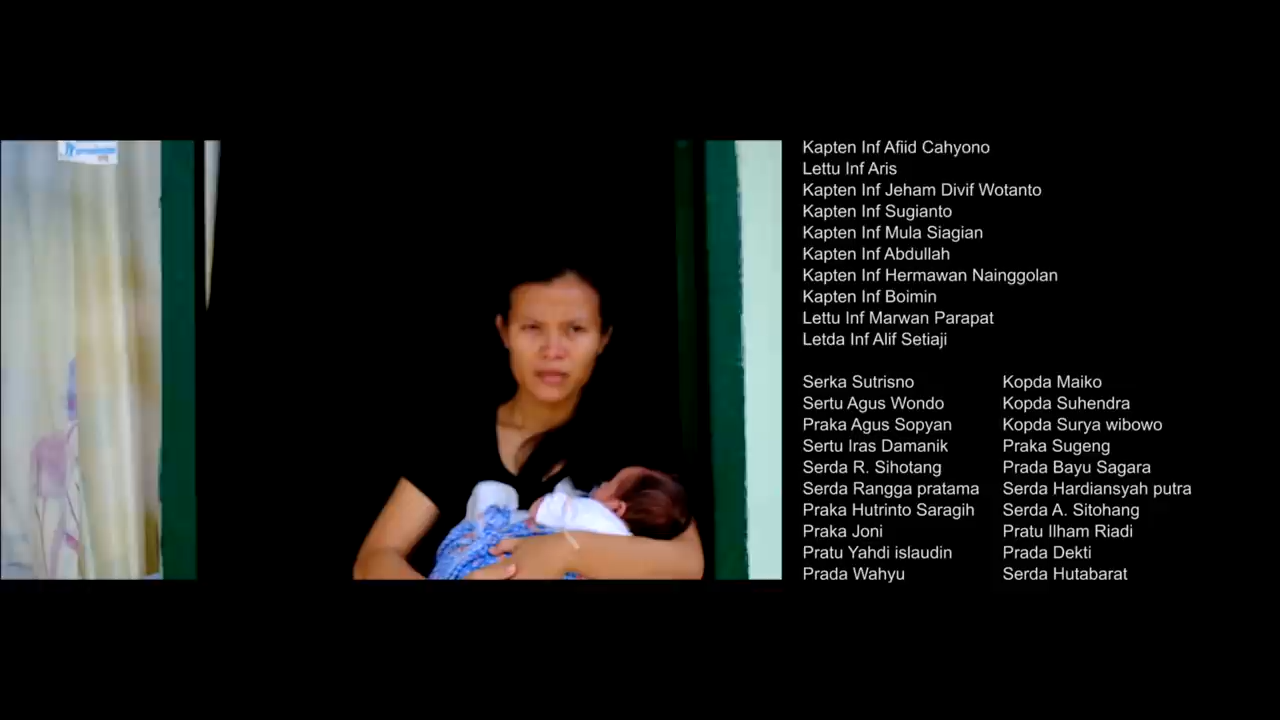 Kapten Inf Afiid Cahyono
Lettu Inf Aris
Kapten Inf Jeham Divif Wotanto
Kapten Inf Sugianto
Kapten Inf Mula Siagian
Kapten Inf Abdullah
Kapten Inf Hermawan Nainggolan
Kapten Inf Boimin
Lettu Inf Marwan Parapat
Letda Inf Alif Setiaji
Serka Sutrisno
Sertu Agus Wondo
Praka Agus Sopyan
Sertu Iras Damanik
Serda R. Sihotang
Serda Rangga pratama
Praka Hutrinto Saragih
Praka Joni
Pratu Yahdi islaudin
Prada Wahyu
Kopda Maiko
Kopda Suhendra
Kopda Surya wibowo
Praka Sugeng
Prada Bayu Sagara
Serda Hardiansyah putra
Serda A. Sitohang
Pratu Ilham Riadi
Prada Dekti
Serda Hutabarat